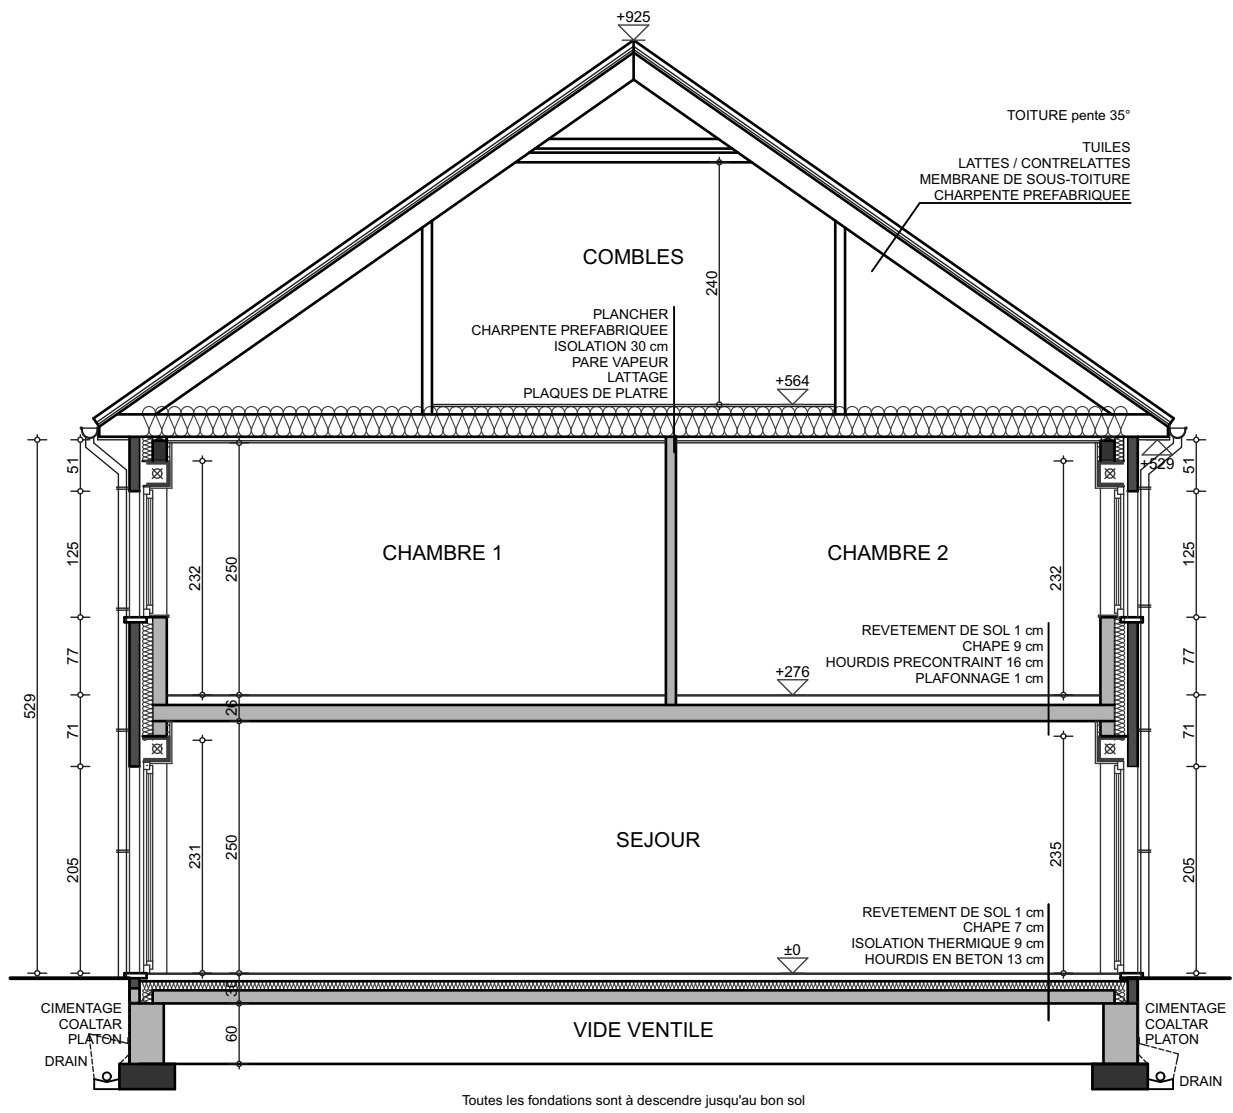 +925
TOITURE pente 35°
TUILES
LATTES / CONTRELATTES
MEMBRANE DE SOUS-TOITURE
CHARPENTE PREFABRIQUEE
COMBLES
240
PLANCHER
CHARPENTE PREFABRIQUEE
ISOLATION 30 cm
PARE VAPEUR
LATTAGE
PLAQUES DE PLATRE
+564
+529
51
51
125
232
250
CHAMBRE 1
CHAMBRE 2
232
125
77
REVETEMENT DE SOL 1 cm
CHAPE 9 cm
HOURDIS PRECONTRAINT 16 cm
PLAFONNAGE 1 cm
77
+276
529
26
71
71
SEJOUR
205
231
250
235
205
REVETEMENT DE SOL 1 cm
CHAPE 7 cm
ISOLATION THERMIQUE 9 cm
HOURDIS EN BETON 13 cm
±0
30
CIMENTAGE
COALTAR
PLATON
DRAIN
60
VIDE VENTILE
CIMENTAGE
COALTAR
PLATON
DRAIN
Toutes les fondations sont à descendre jusqu'au bon sol